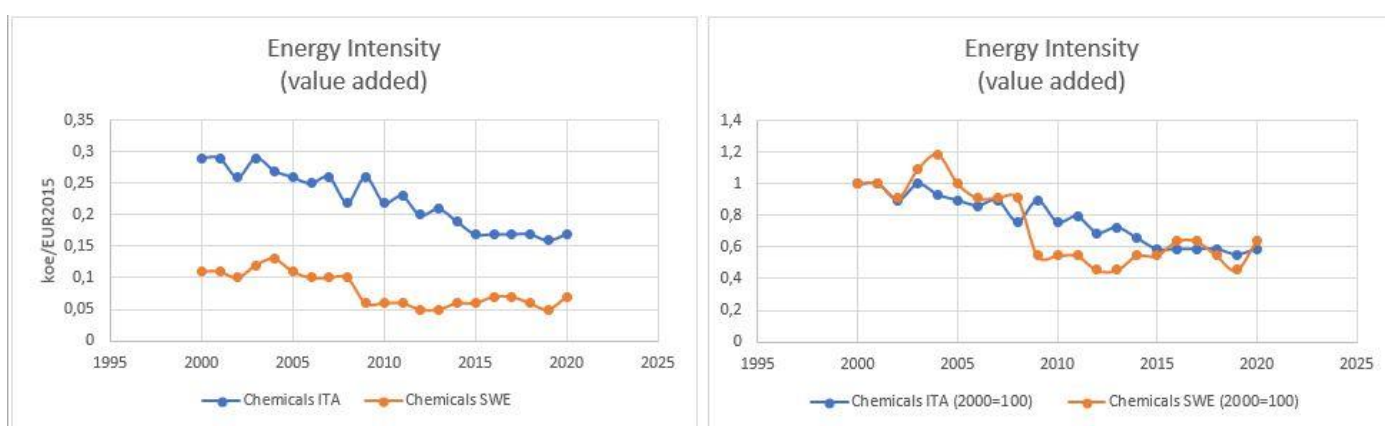 Energy Intensity
(value added)
koe/EUR2015
0,35
0,3
0,25
0,2
0,15
0,1
0,05
0
1995 2000 2005 2010 2015 2020 2025
Chemicals ITA Chemicals SWE
Energy Intensity
(value added)
1,4
1,2
1
0,8
0,6
0,4
0,2
0
1995 2000 2005 2010 2015 2020 2025
Chemicals ITA (2000=100) Chemicals SWE (2000=100)